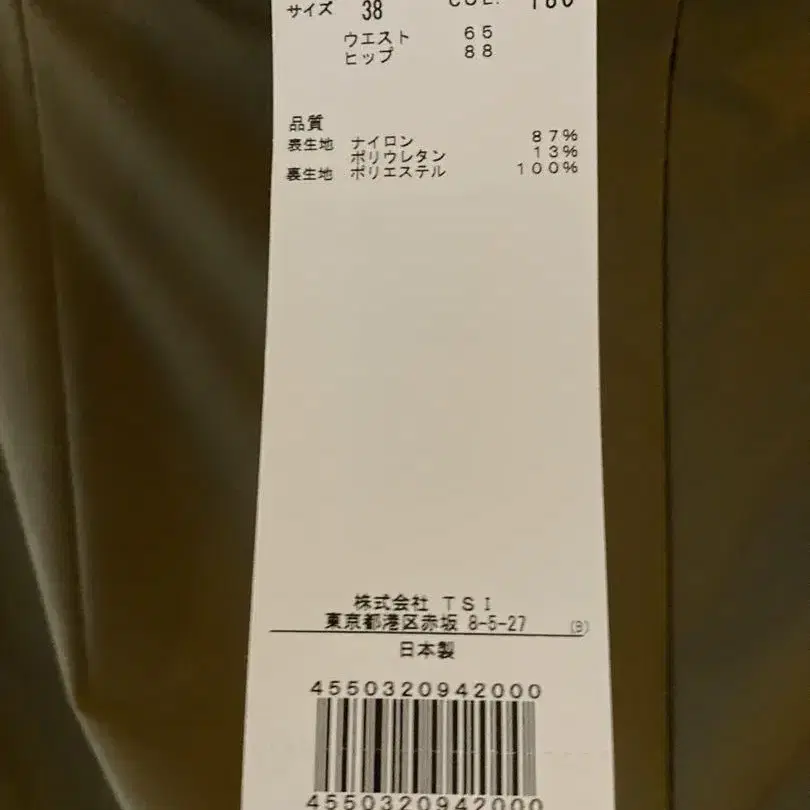 サイズ 38 COL. 180
ウエスト 65
ヒップ 88
品質
表生地 ナイロン 87%
ポリウレタン 13%
裏生地 ポリエステル 100%
株式会社 TSI
東京都港区赤坂 8-5-27 (B)
日本製
4550320942000
4550320942000